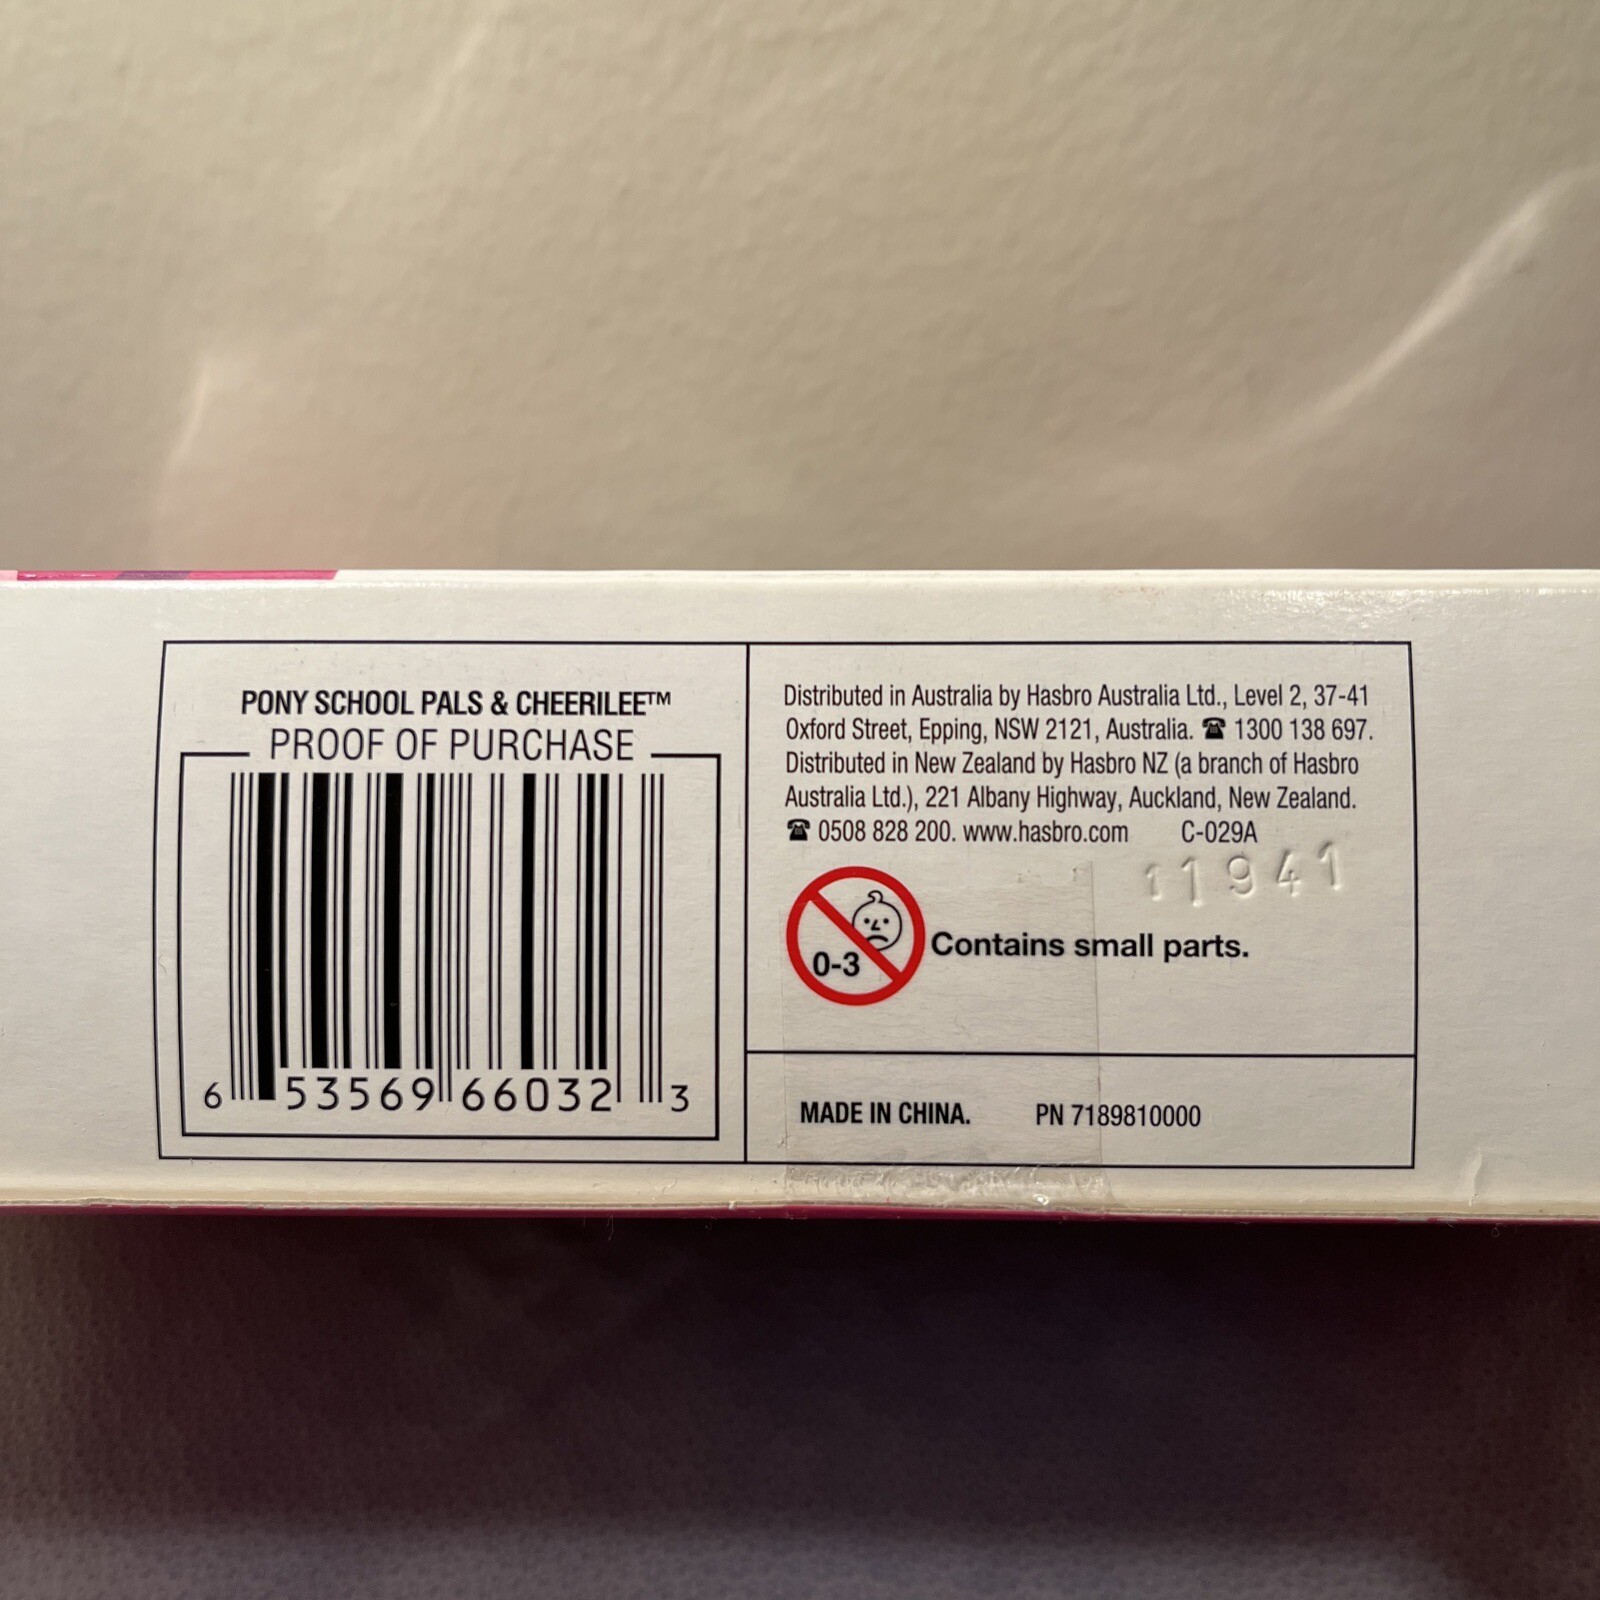 PONY SCHOOL PALS & CHEERILEE™
PROOF OF PURCHASE
6 53569 66032 3
Distributed in Australia by Hasbro Australia Ltd., Level 2, 37-41
Oxford Street, Epping, NSW 2121, Australia. ☎ 1300 138 697.
Distributed in New Zealand by Hasbro NZ (a branch of Hasbro
Australia Ltd.), 221 Albany Highway, Auckland, New Zealand.
☎ 0508 828 200. www.hasbro.com C-029A
11941
0-3
Contains small parts.
MADE IN CHINA. PN 7189810000